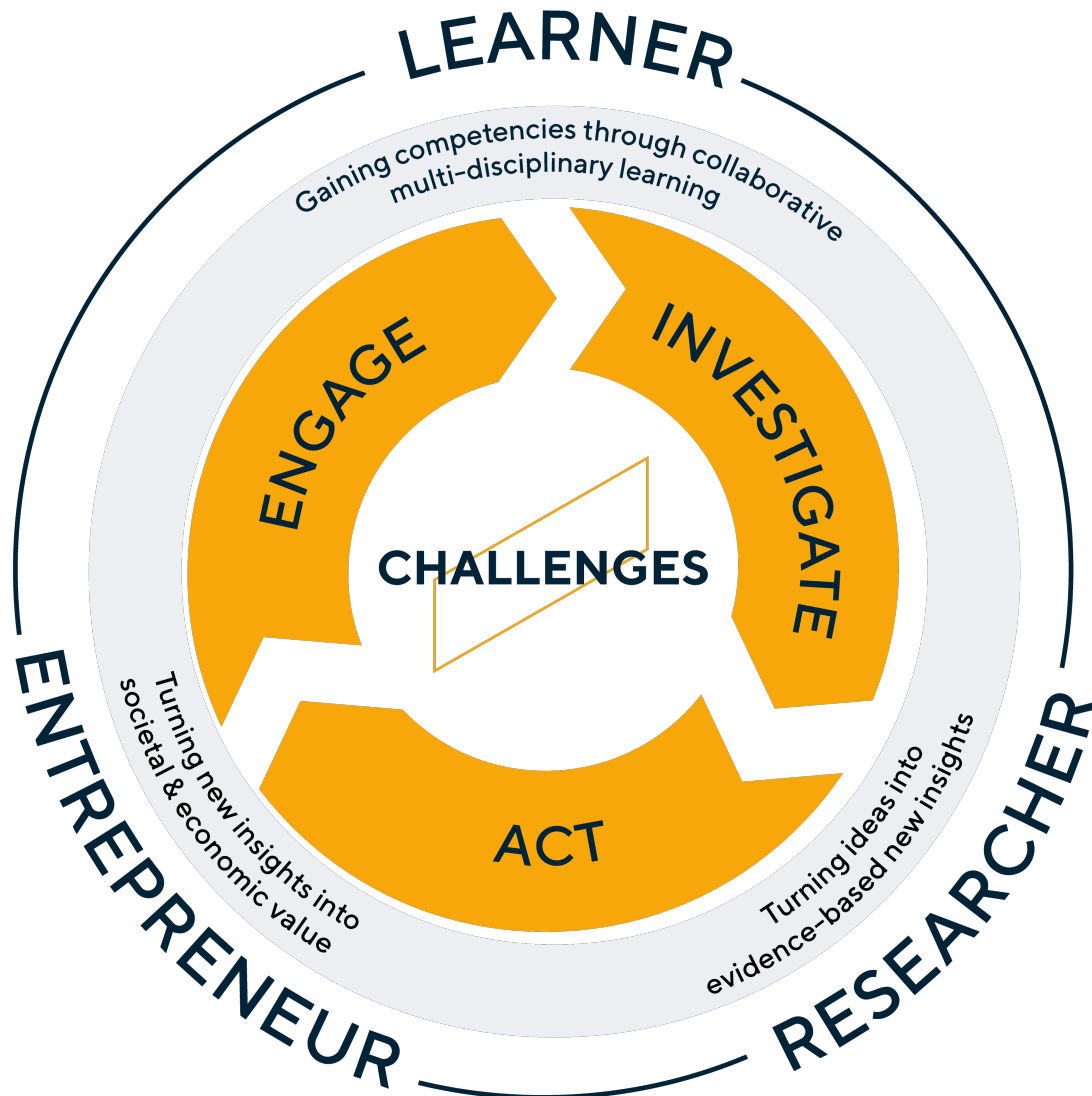 LEARNER
Gaining competencies through collaborative
multi-disciplinary learning
ENGAGE
INVESTIGATE
CHALLENGES
ACT
Turning new insights into
societal & economic value
Turning ideas into
evidence-based new insights
ENTREPRENEUR
RESEARCHER